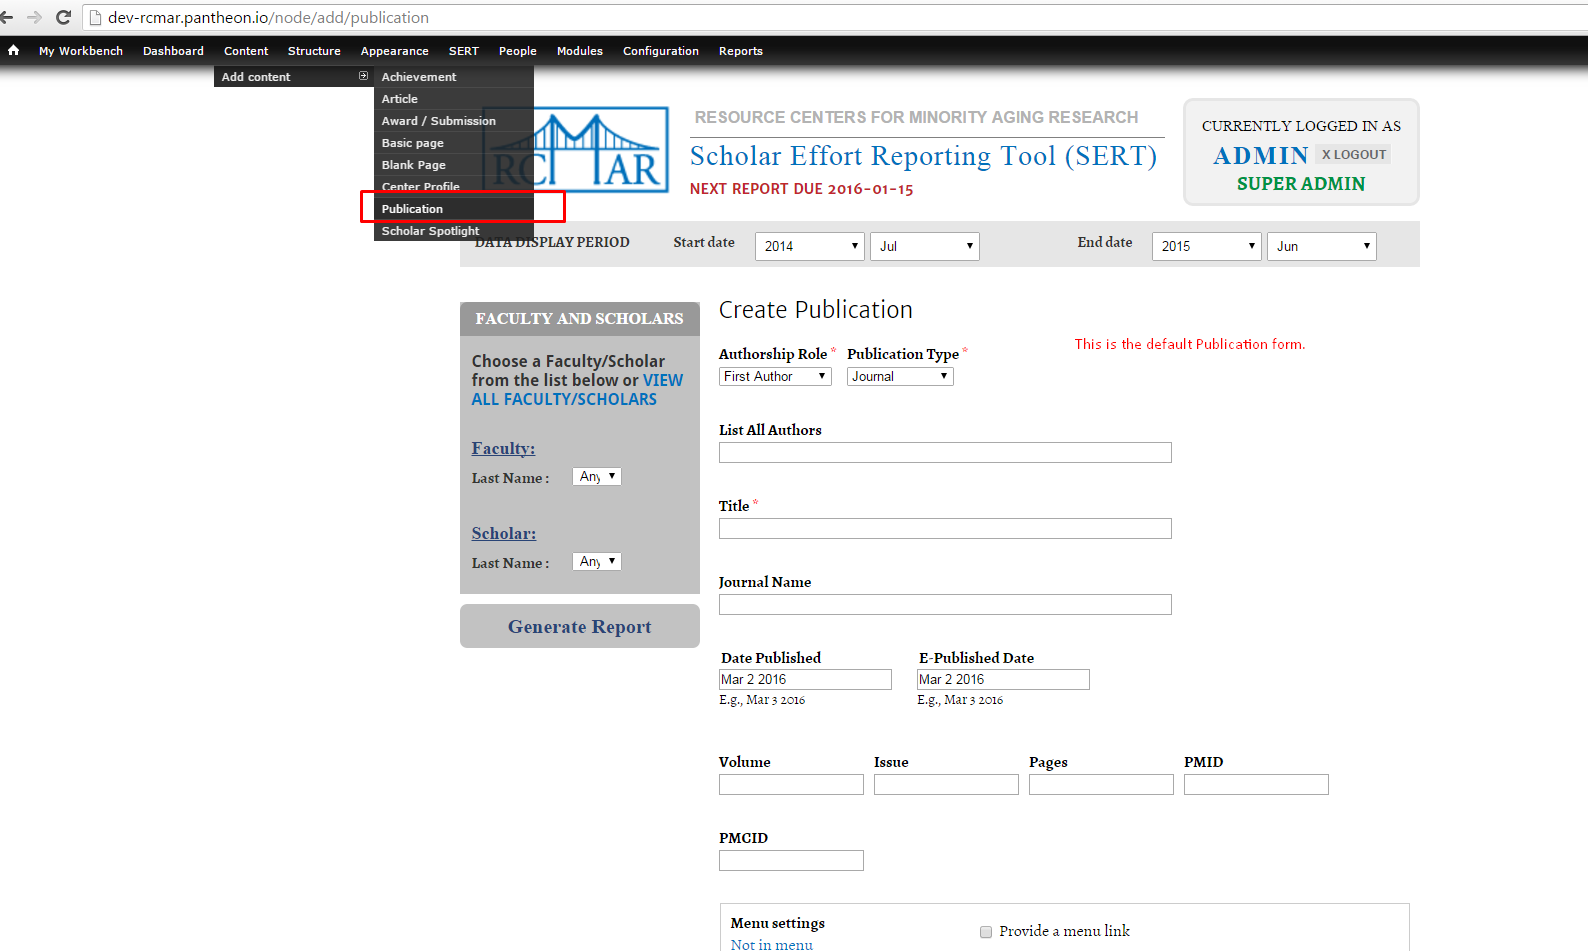 dev-rcmar.pantheon.io/node/add/publication
My Workbench Dashboard Content Structure Appearance SERT People Modules Configuration Reports
Add content
Achievement
Article
Award / Submission
Basic page
Blank Page
Center Profile
Publication
Scholar Spotlight
RCMAR
RESOURCE CENTERS FOR MINORITY AGING RESEARCH
Scholar Effort Reporting Tool (SERT)
NEXT REPORT DUE 2016-01-15
CURRENTLY LOGGED IN AS
ADMIN X LOGOUT
SUPER ADMIN
DATA DISPLAY PERIOD Start date 2014 Jul End date 2015 Jun
FACULTY AND SCHOLARS
Choose a Faculty/Scholar
from the list below or VIEW
ALL FACULTY/SCHOLARS
Faculty:
Last Name : Any
Scholar:
Last Name : Any
Generate Report
Create Publication
This is the default Publication form.
Authorship Role * Publication Type *
First Author Journal
List All Authors
Title *
Journal Name
Date Published E-Published Date
Mar 2 2016 Mar 2 2016
E.g., Mar 3 2016 E.g., Mar 3 2016
Volume Issue Pages PMID
PMCID
Menu settings
Not in menu
Provide a menu link